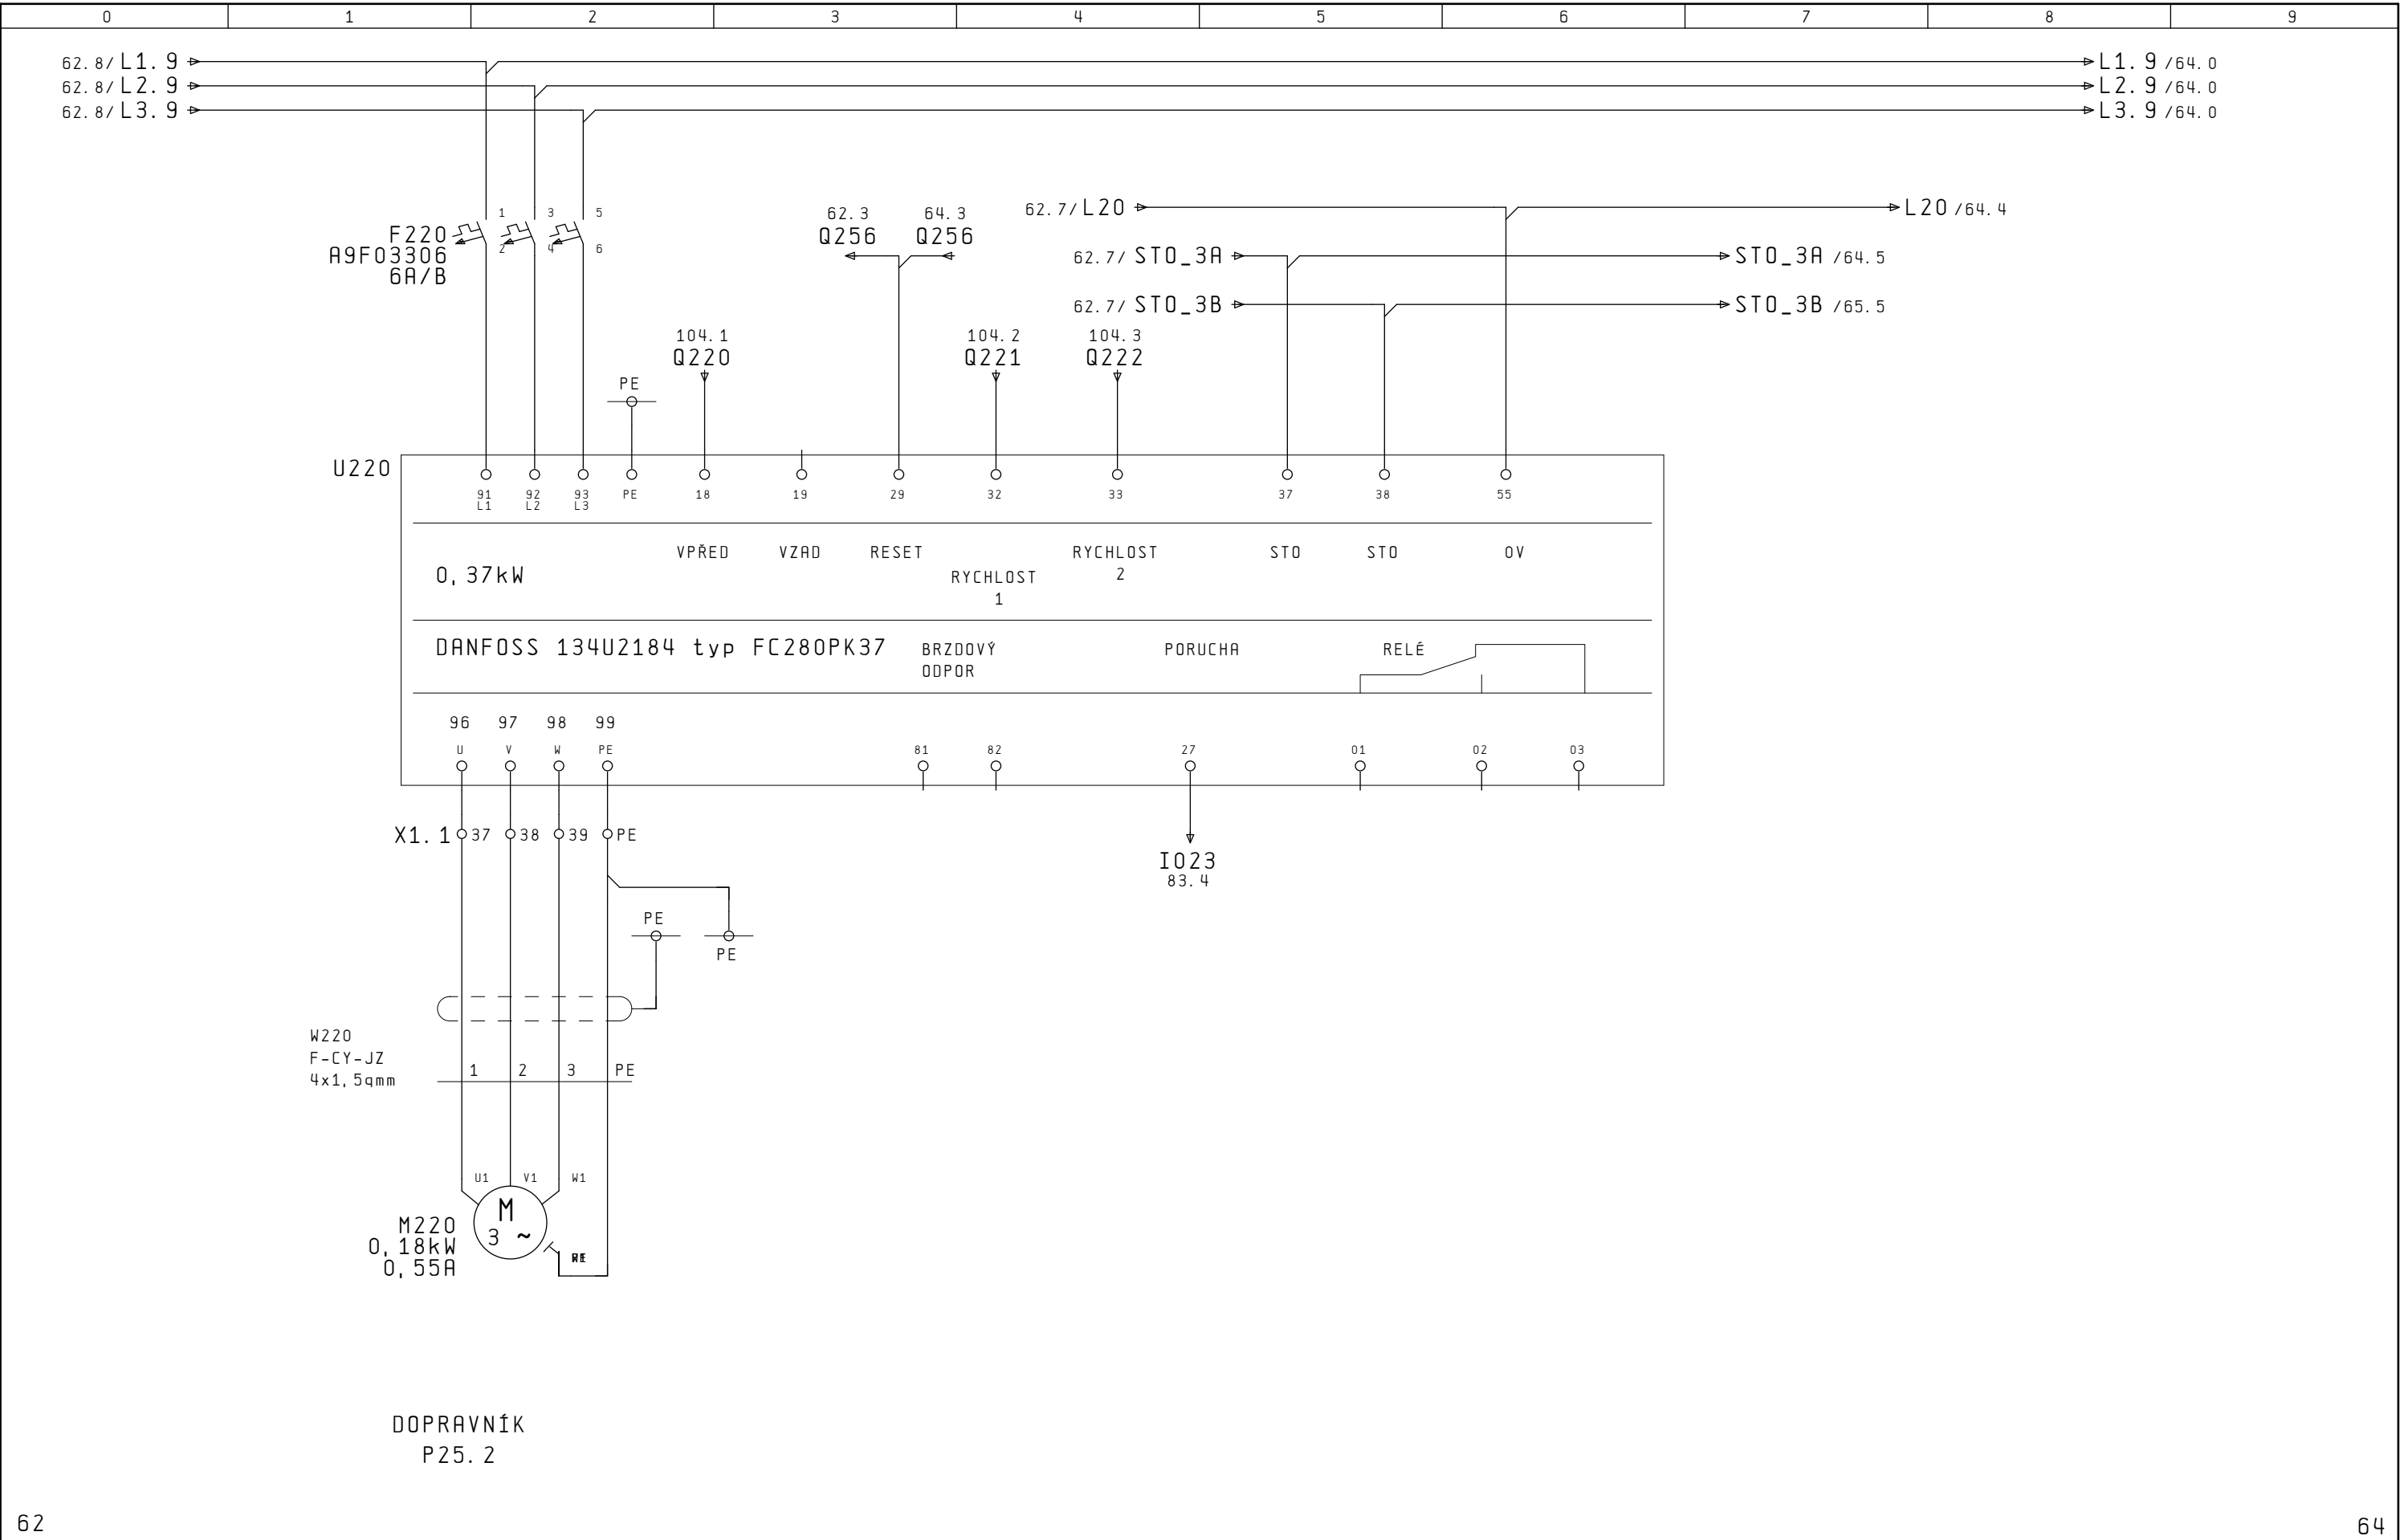 0 1 2 3 4 5 6 7 8 9
62.8/L1.9 L1.9/64.0
62.8/L2.9 L2.9/64.0
62.8/L3.9 L3.9/64.0
F220
A9F03306
6A/B
1 3 5
2 4 6
62.3 64.3
Q256 Q256
62.7/L20 L20/64.4
62.7/STO_3A STO_3A/64.5
62.7/STO_3B STO_3B/65.5
PE
104.1
Q220
104.2
Q221
104.3
Q222
U220
91 92 93 PE 18 19 29 32 33 37 38 55
L1 L2 L3
VPŘED VZAD RESET RYCHLOST STO STO 0V
2
0,37kW
RYCHLOST
1
DANFOSS 134U2184 typ FC280PK37
BRZDOVÝ PORUCHA RELÉ
ODPOR
96 97 98 99
U V W PE 81 82 27 01 02 03
X1.1 37 38 39 PE
I023
83.4
PE
PE
W220
F-CY-JZ
4x1,5qmm
1 2 3 PE
U1 V1 W1
M
3 ~
M220
0,18kW
0,55A
DOPRAVNÍK
P25.2
62 64